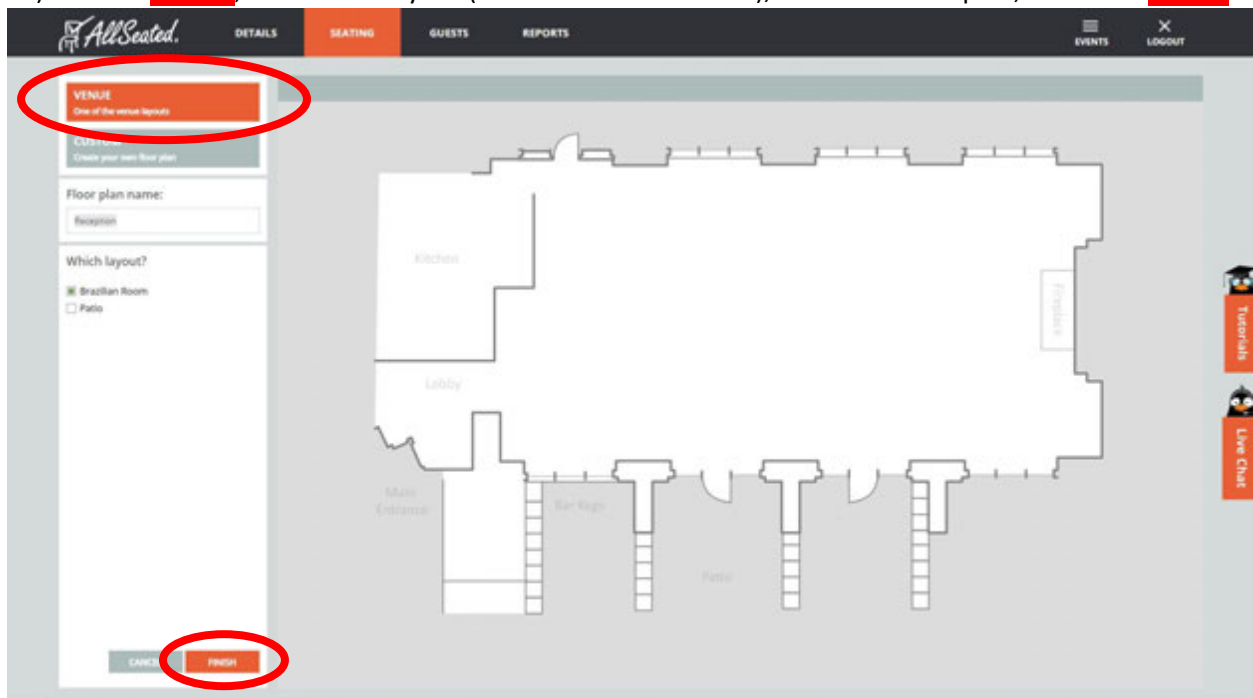 AllSeated.
DETAILS
SEATING
GUESTS
REPORTS
EVENTS
LOGOUT
VENUE
One of the venue layouts
CUSTOM
Create your own floor plan
Floor plan name:
Reception
Which layout?
Brazilian Room
Patio
CANCEL
FINISH
Kitchen
Lobby
Fireplace
Main
Entrance
Bar Kegs
Patio
Tutorials
Live Chat